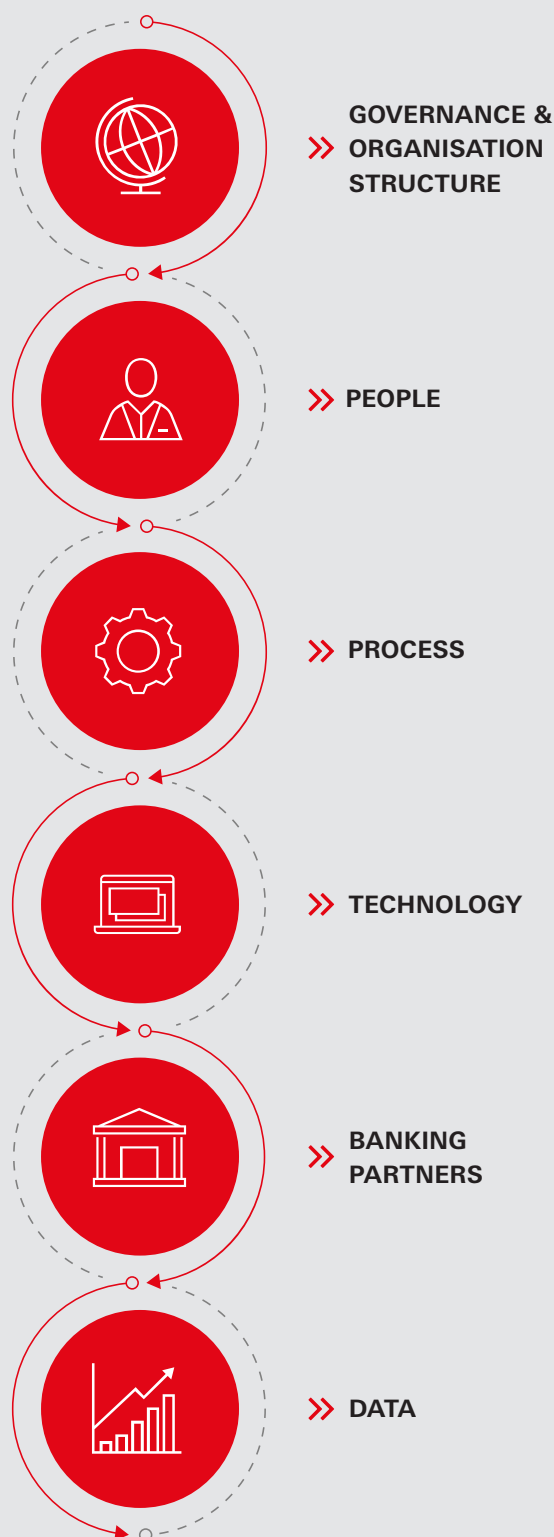 GOVERNANCE &
ORGANISATION
STRUCTURE
PEOPLE
PROCESS
TECHNOLOGY
BANKING
PARTNERS
DATA